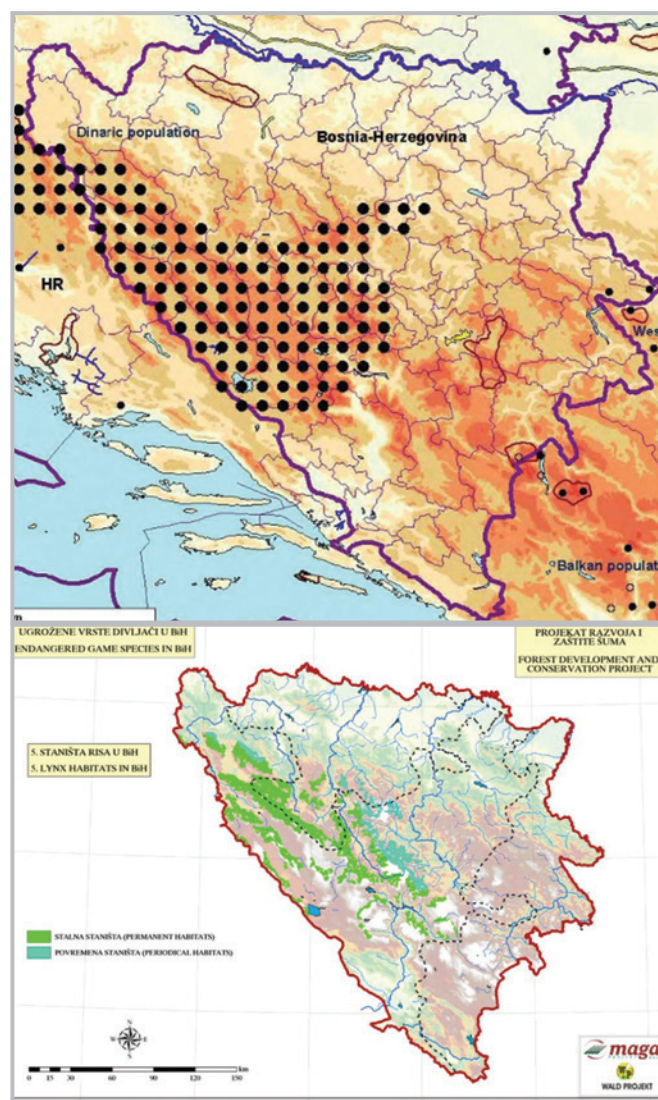 Dinaric population
Bosnia-Herzegovina
HR
Wes
Balkan populat
UGROŽENE VRSTE DIVLJAČI U BiH
ENDANGERED GAME SPECIES IN BiH
PROJEKAT RAZVOJA I
ZAŠTITE ŠUMA
FOREST DEVELOPMENT AND
CONSERVATION PROJECT
5. STANIŠTA RISA U BiH
5. LYNX HABITATS IN BiH
STALNA STANIŠTA (PERMANENT HABITATS)
POVREMENA STANIŠTA (PERIODICAL HABITATS)
N
W E
S
km
0 15 30 60 90 120 150
maga
WALD PROJEKT